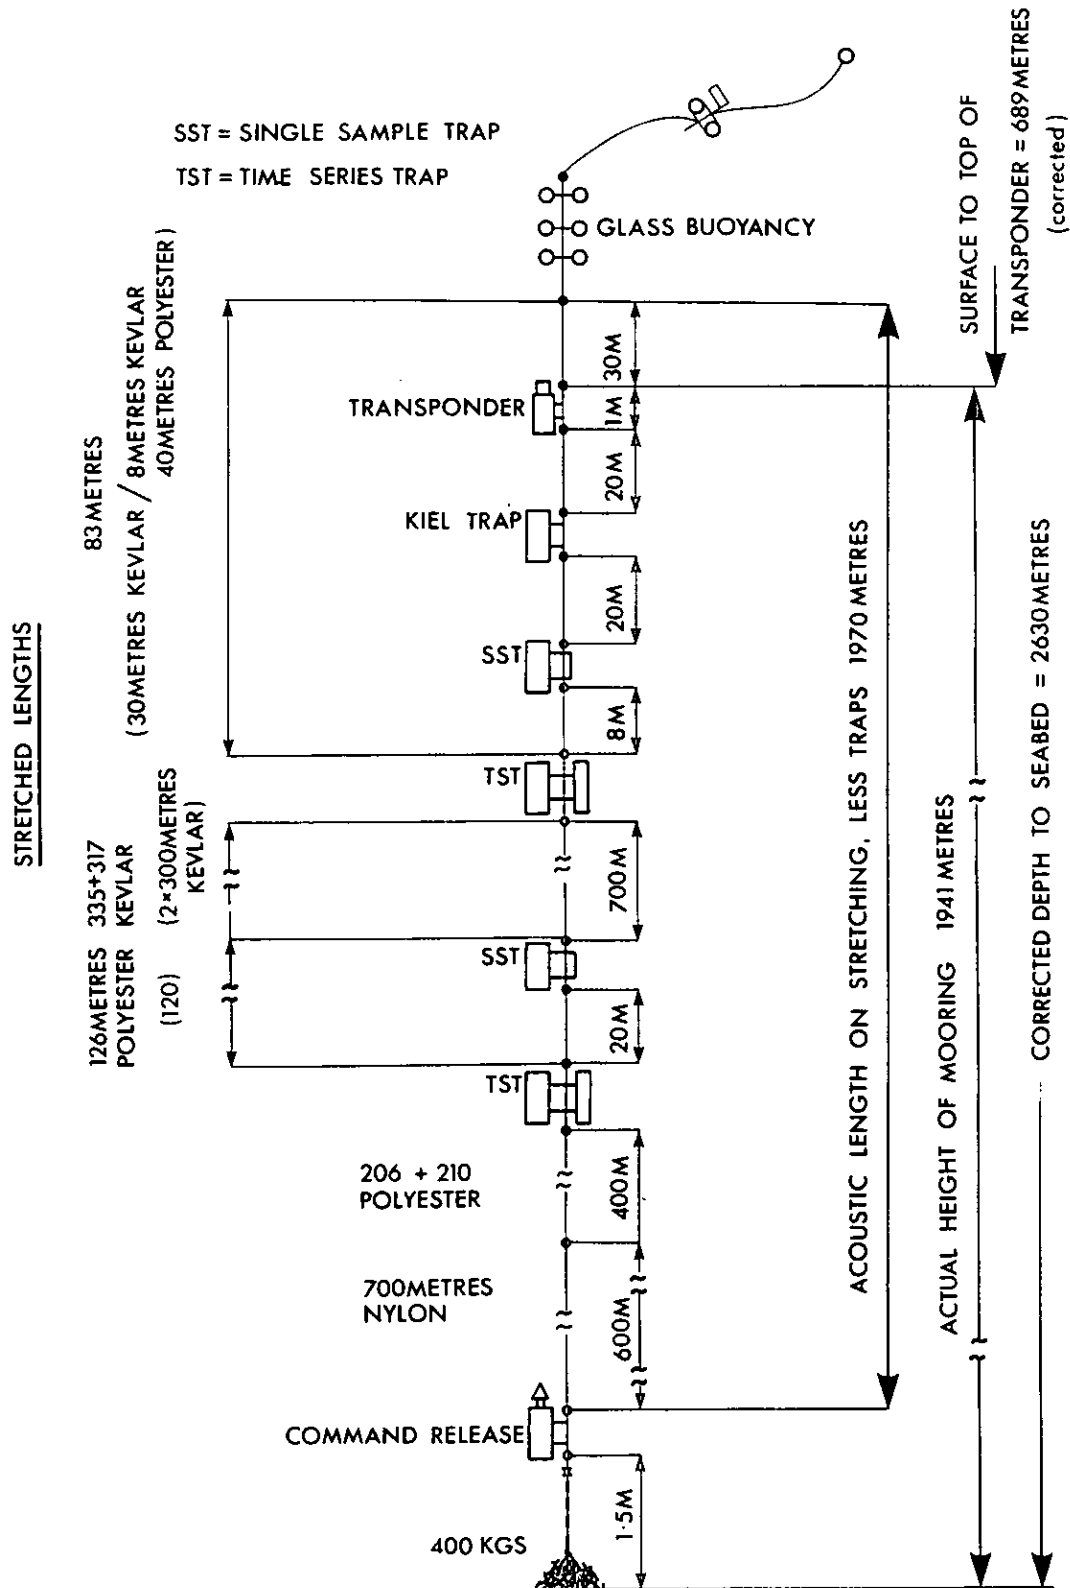 SST = SINGLE SAMPLE TRAP
TST = TIME SERIES TRAP
GLASS BUOYANCY
SURFACE TO TOP OF
TRANSPONDER = 689 METRES
(corrected)
STRETCHED LENGTHS
83 METRES
(30 METRES KEVLAR / 8 METRES KEVLAR
40 METRES POLYESTER)
30M
TRANSPONDER
1M
20M
KIEL TRAP
20M
SST
8M
TST
126 METRES 335+317
POLYESTER KEVLAR
(120) (2×300 METRES
KEVLAR)
700M
SST
20M
TST
206 + 210
POLYESTER
400M
700 METRES
NYLON
600M
COMMAND RELEASE
1·5M
400 KGS
ACOUSTIC LENGTH ON STRETCHING, LESS TRAPS 1970 METRES
ACTUAL HEIGHT OF MOORING 1941 METRES
CORRECTED DEPTH TO SEABED = 2630 METRES